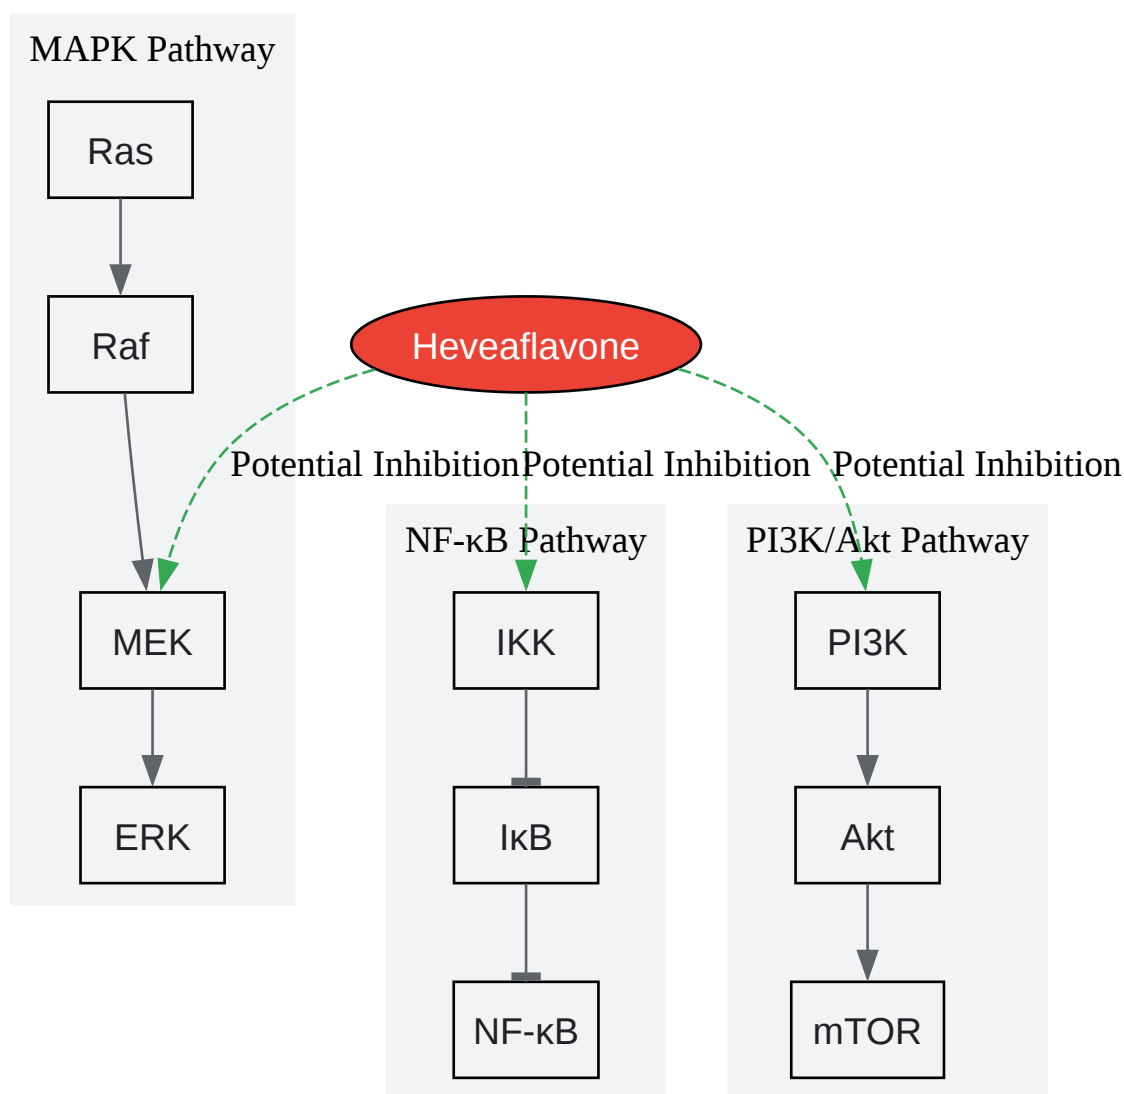 MAPK Pathway
Ras
Raf
Heveaflavone
Potential Inhibition
Potential Inhibition
Potential Inhibition
NF-κB Pathway
PI3K/Akt Pathway
MEK
IKK
PI3K
ERK
IκB
Akt
NF-κB
mTOR